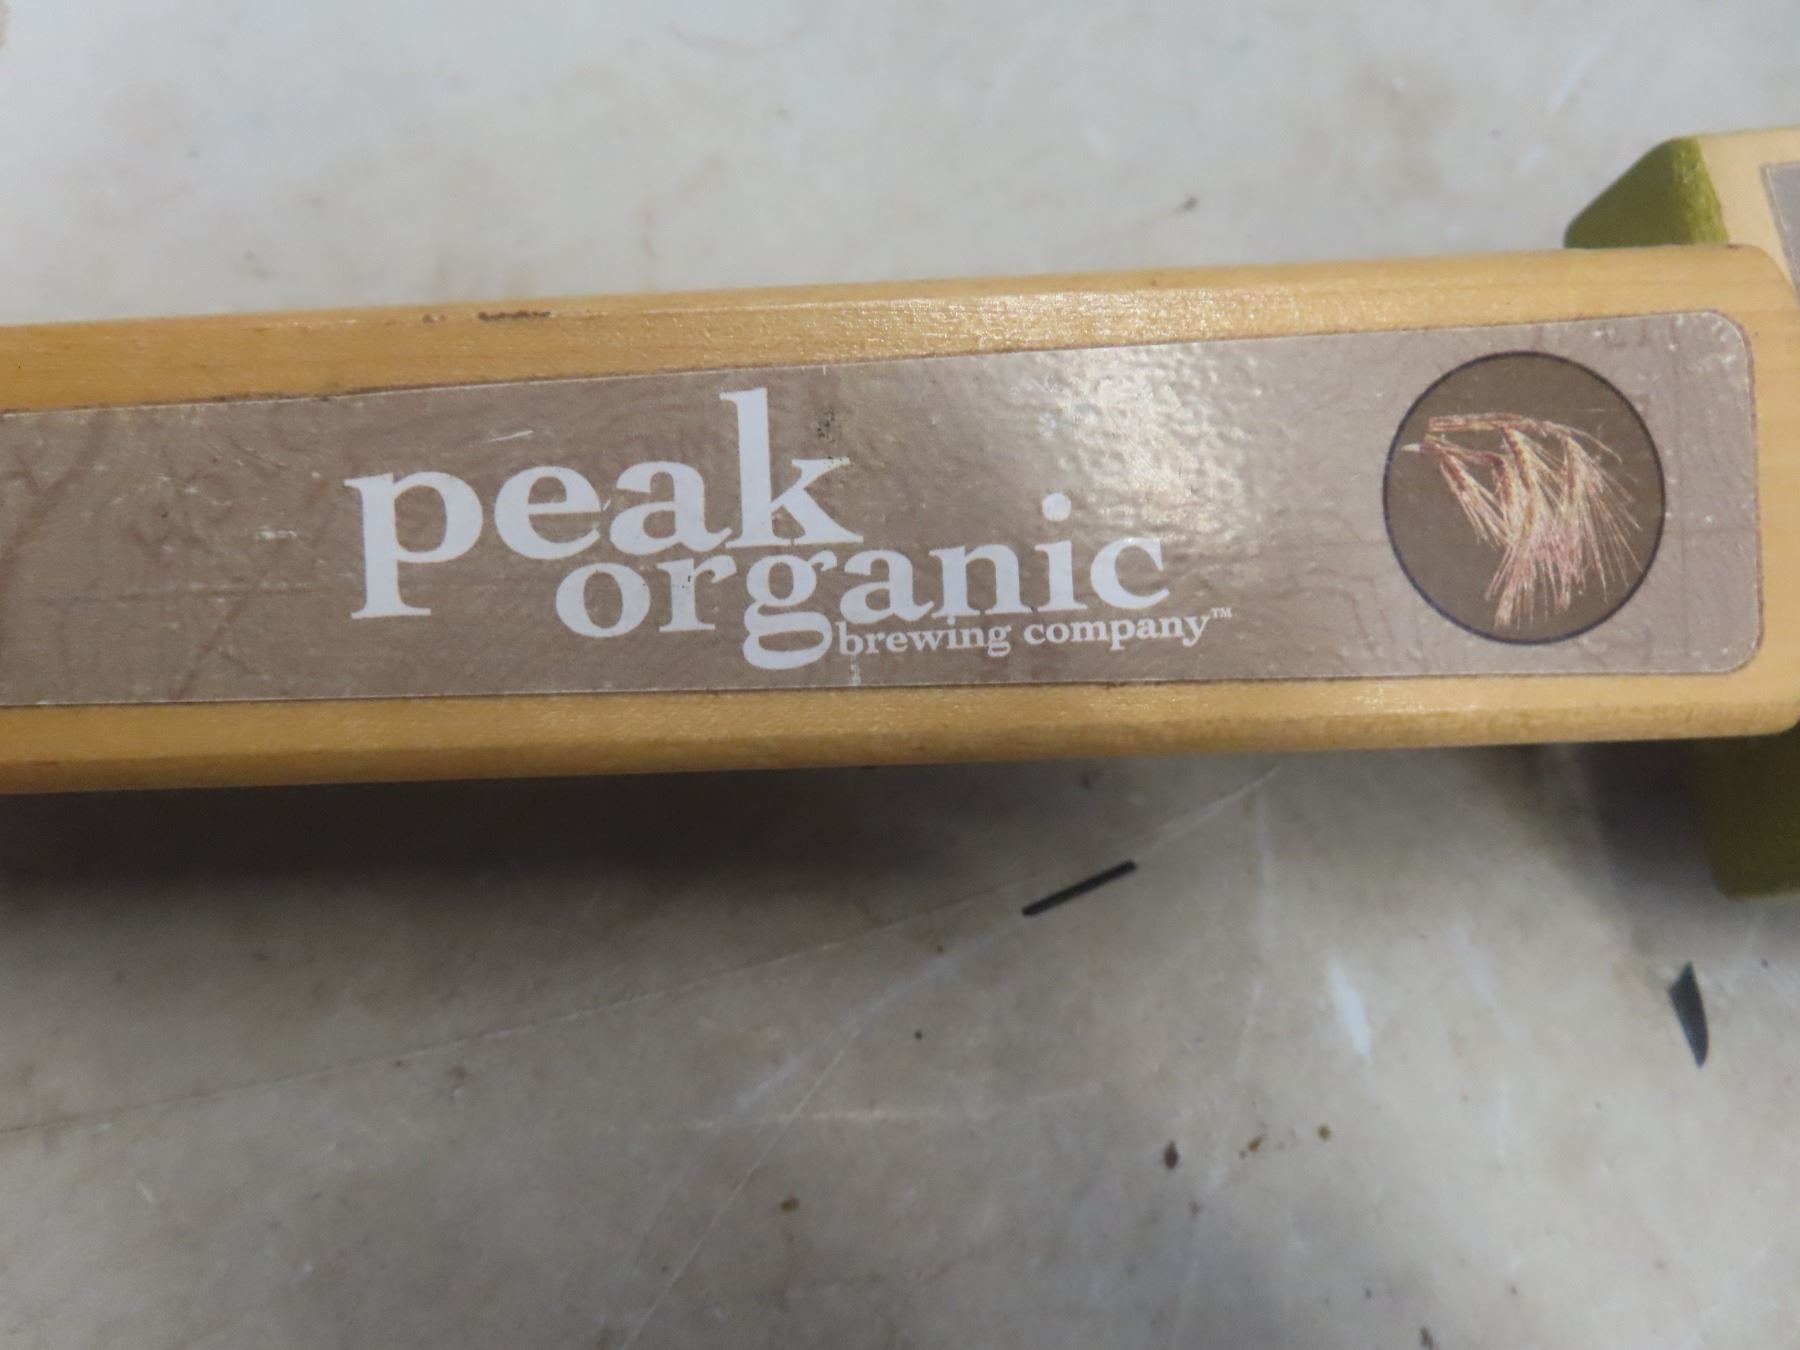 peak
organic
brewing company™